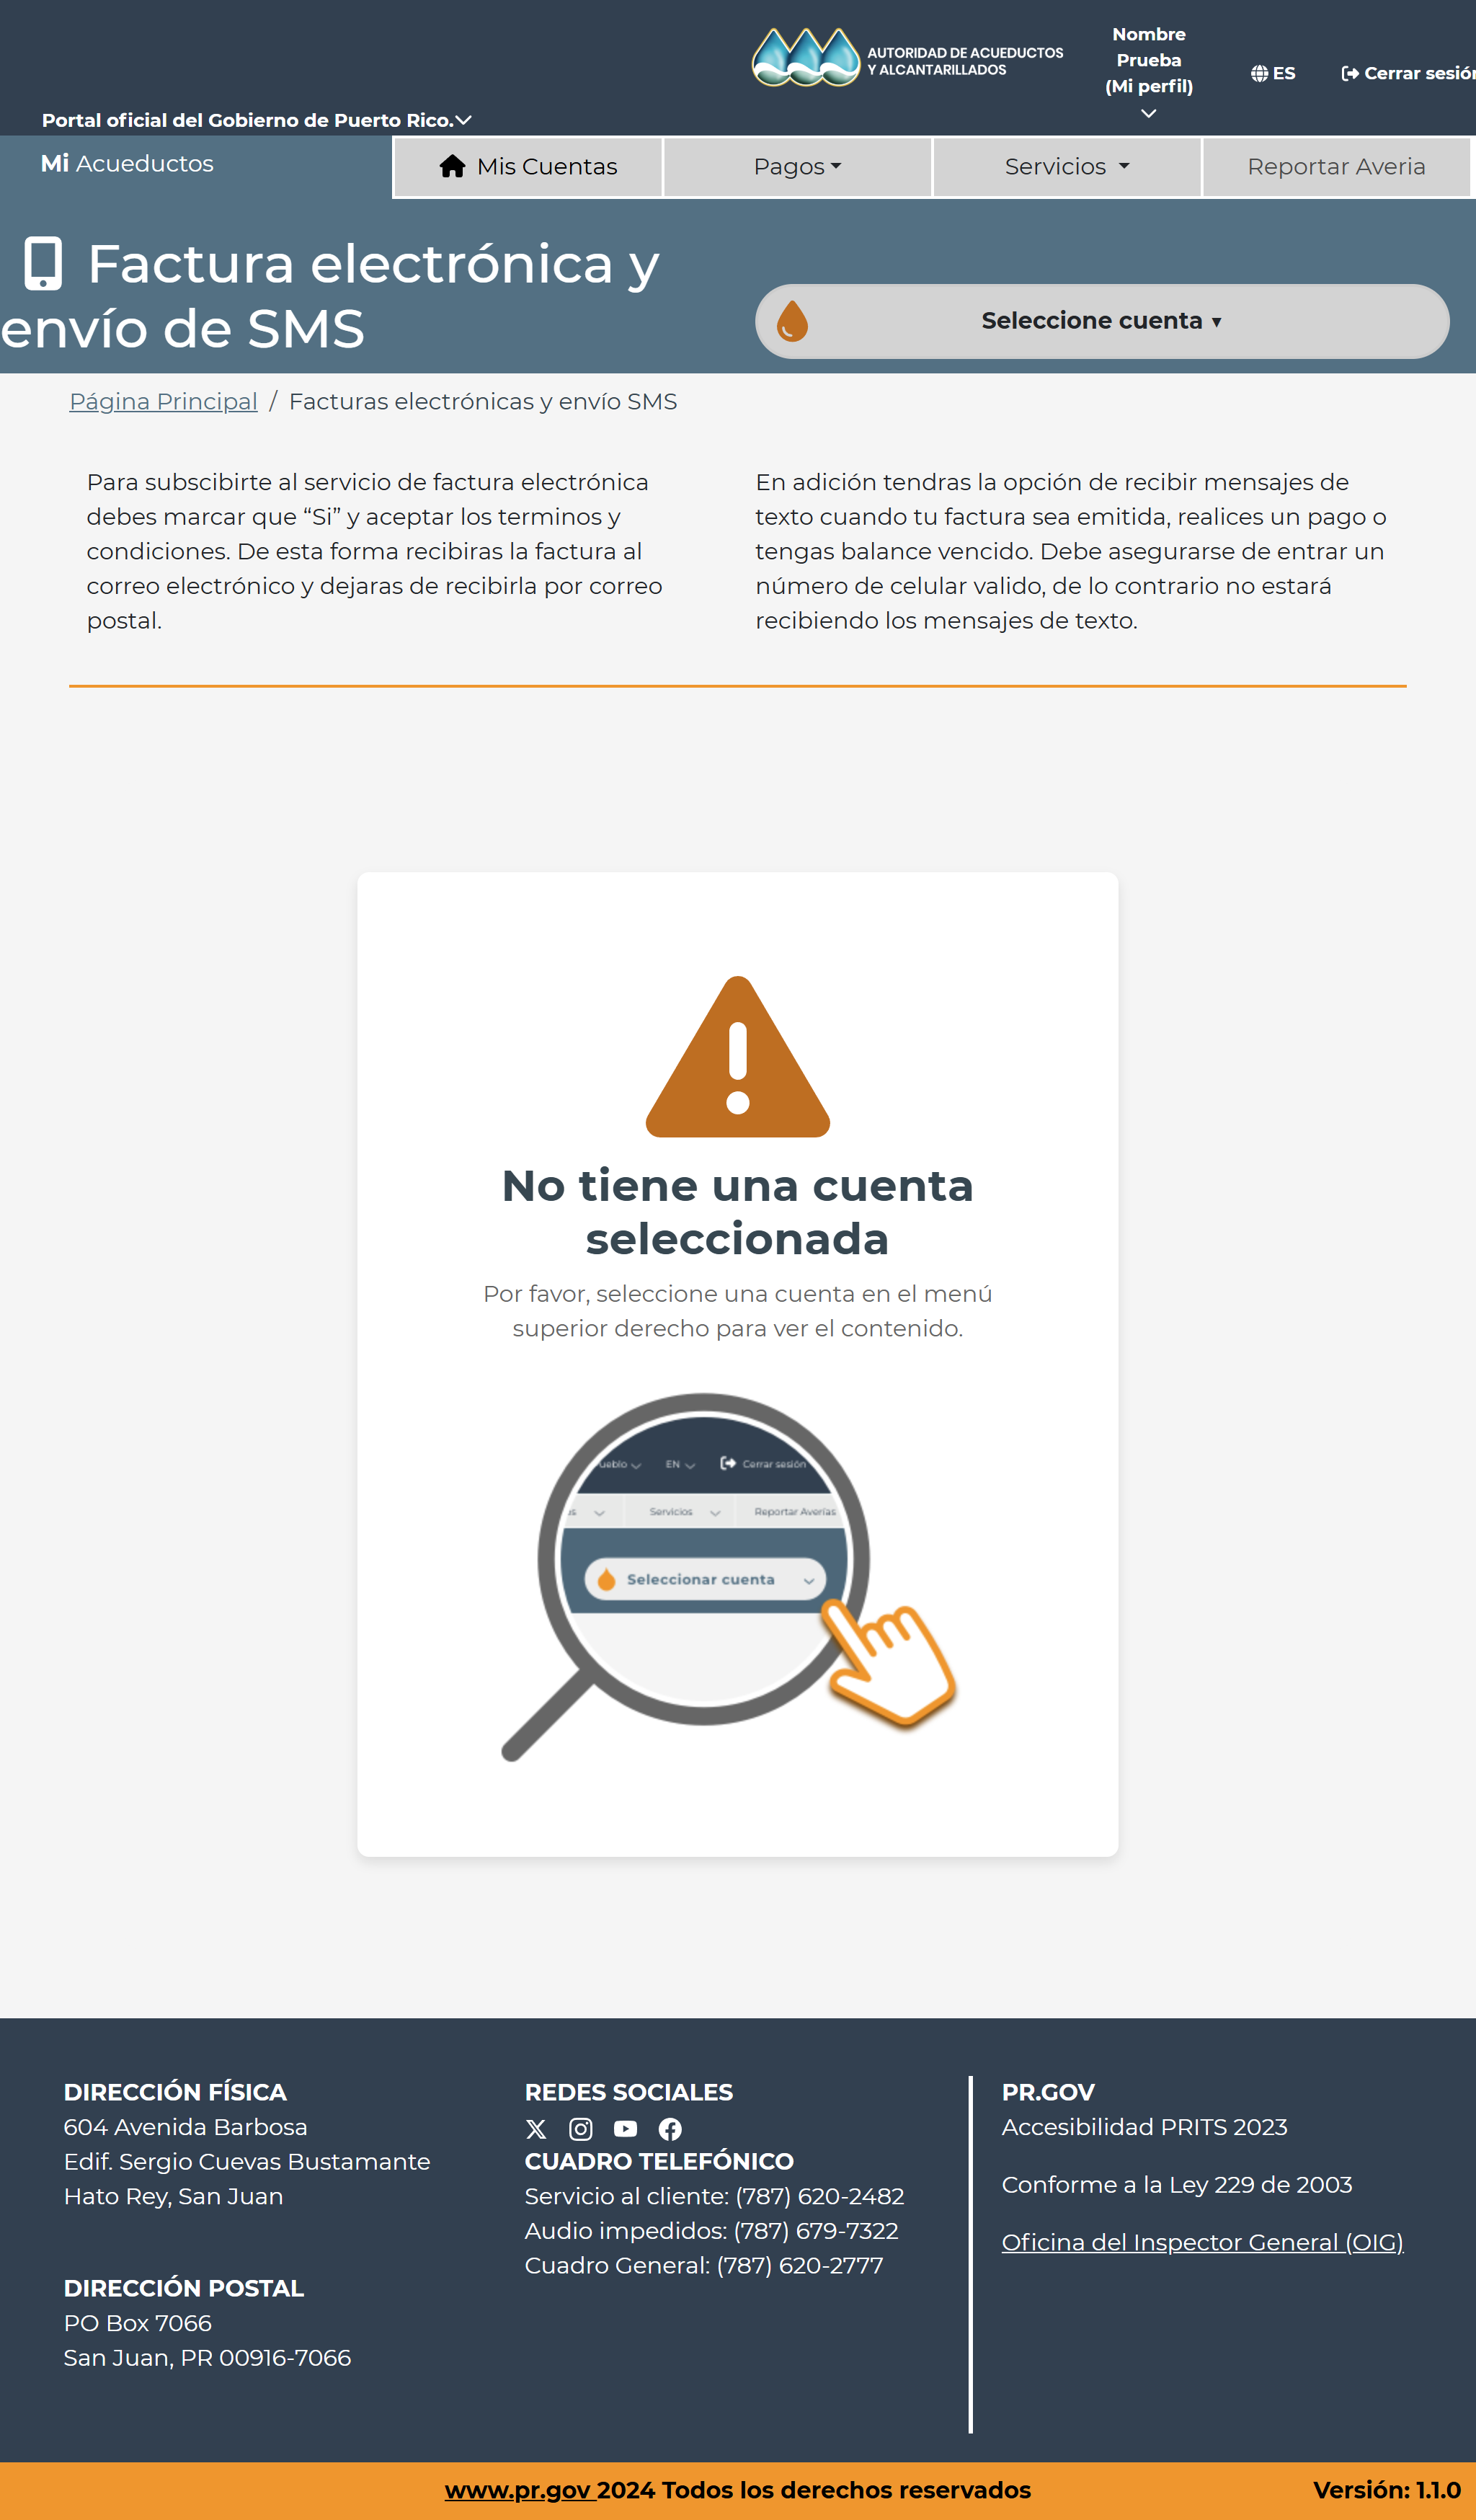 AUTORIDAD DE ACUEDUCTOS
Y ALCANTARILLADOS
Nombre
Prueba
(Mi perfil)
ES
Cerrar sesión
Portal oficial del Gobierno de Puerto Rico.
Mi Acueductos
Mis Cuentas
Pagos
Servicios
Reportar Averia
Factura electrónica y
envío de SMS
Seleccione cuenta ▾
Página Principal / Facturas electrónicas y envío SMS
Para subscibirte al servicio de factura electrónica
debes marcar que “Si” y aceptar los terminos y
condiciones. De esta forma recibiras la factura al
correo electrónico y dejaras de recibirla por correo
postal.
En adición tendras la opción de recibir mensajes de
texto cuando tu factura sea emitida, realices un pago o
tengas balance vencido. Debe asegurarse de entrar un
número de celular valido, de lo contrario no estará
recibiendo los mensajes de texto.
No tiene una cuenta
seleccionada
Por favor, seleccione una cuenta en el menú
superior derecho para ver el contenido.
ueblo EN Cerrar sesión
os Servicios Reportar Averías
Seleccionar cuenta
DIRECCIÓN FÍSICA
604 Avenida Barbosa
Edif. Sergio Cuevas Bustamante
Hato Rey, San Juan
DIRECCIÓN POSTAL
PO Box 7066
San Juan, PR 00916-7066
REDES SOCIALES
CUADRO TELEFÓNICO
Servicio al cliente: (787) 620-2482
Audio impedidos: (787) 679-7322
Cuadro General: (787) 620-2777
PR.GOV
Accesibilidad PRITS 2023
Conforme a la Ley 229 de 2003
Oficina del Inspector General (OIG)
www.pr.gov 2024 Todos los derechos reservados
Versión: 1.1.0